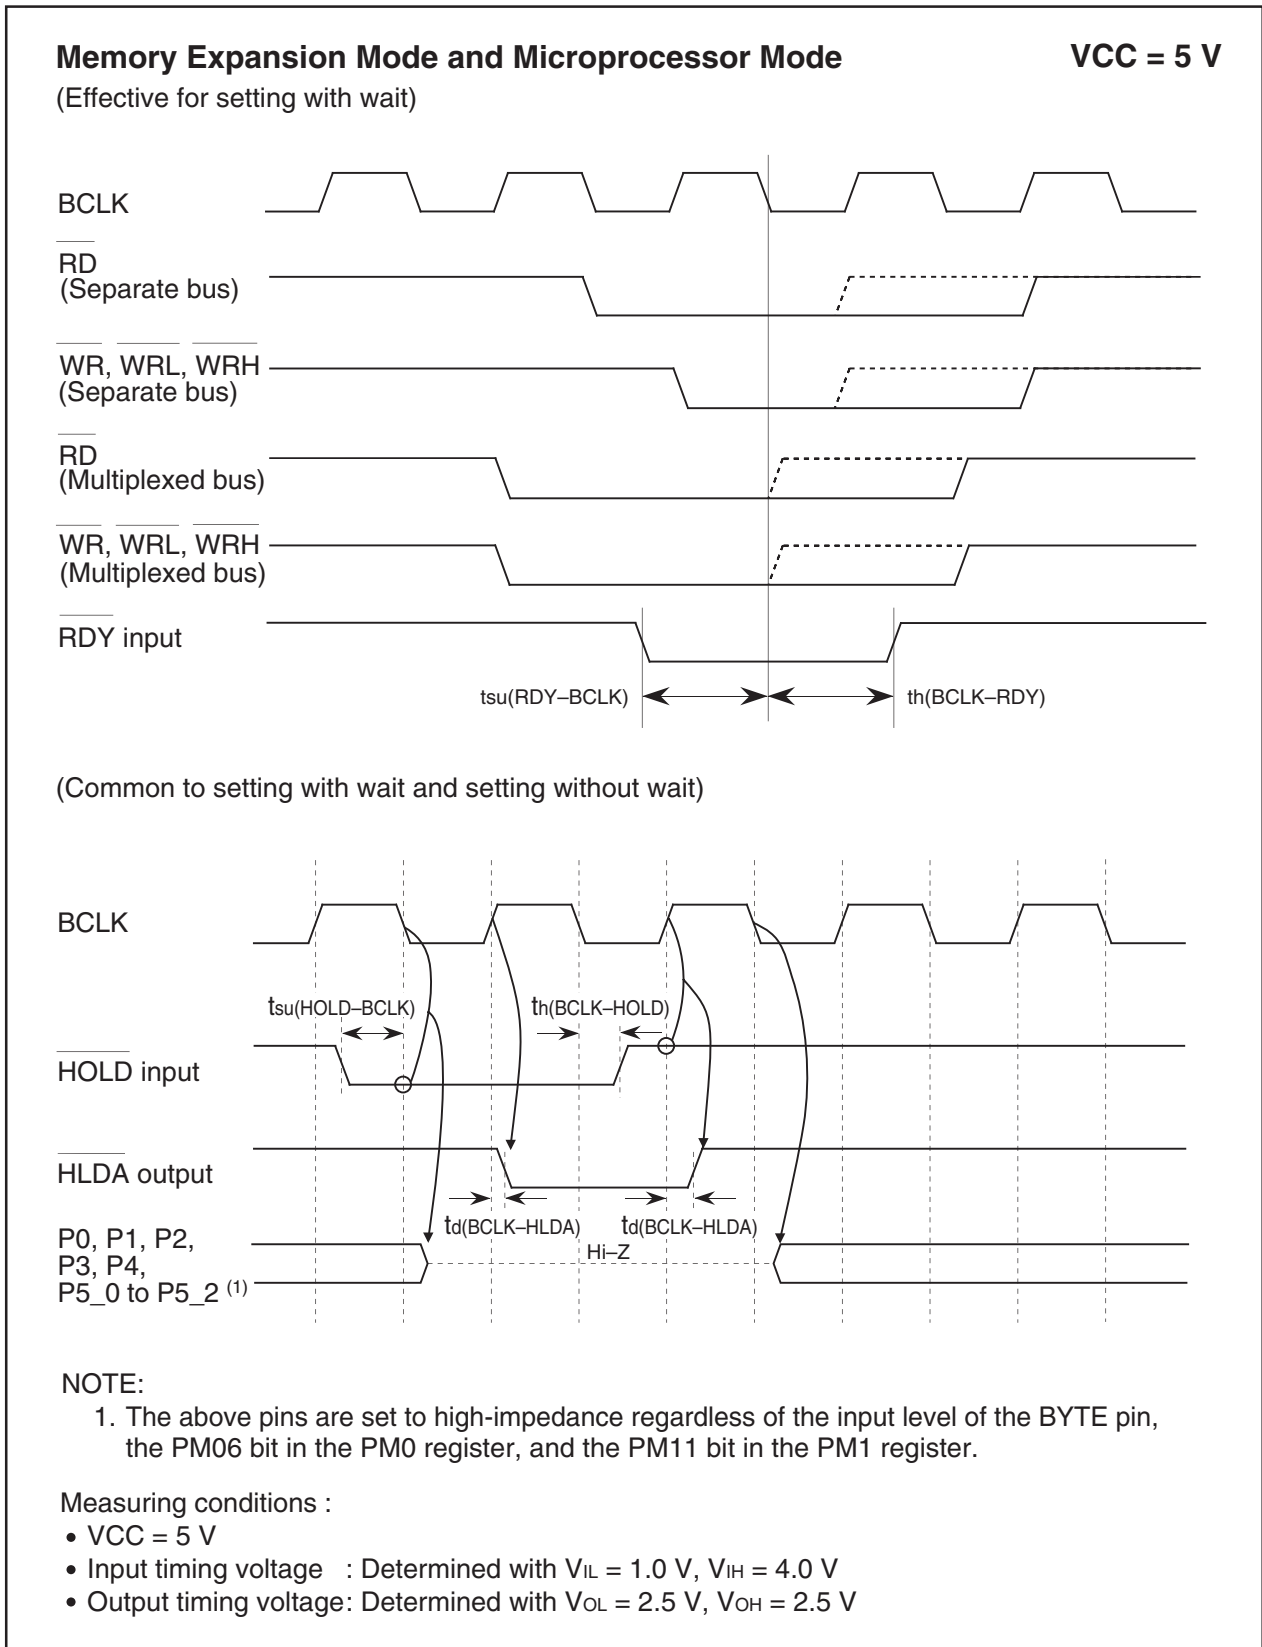 Memory Expansion Mode and Microprocessor Mode VCC = 5 V
(Effective for setting with wait)
BCLK
RD
(Separate bus)
WR, WRL, WRH
(Separate bus)
RD
(Multiplexed bus)
WR, WRL, WRH
(Multiplexed bus)
RDY input
tsu(RDY–BCLK) th(BCLK–RDY)
(Common to setting with wait and setting without wait)
BCLK
tsu(HOLD–BCLK) th(BCLK–HOLD)
HOLD input
HLDA output
td(BCLK–HLDA) td(BCLK–HLDA)
P0, P1, P2,
Hi–Z
P3, P4,
P5_0 to P5_2 (1)
NOTE:
1. The above pins are set to high-impedance regardless of the input level of the BYTE pin,
the PM06 bit in the PM0 register, and the PM11 bit in the PM1 register.
Measuring conditions :
• VCC = 5 V
• Input timing voltage : Determined with VIL = 1.0 V, VIH = 4.0 V
• Output timing voltage: Determined with VOL = 2.5 V, VOH = 2.5 V